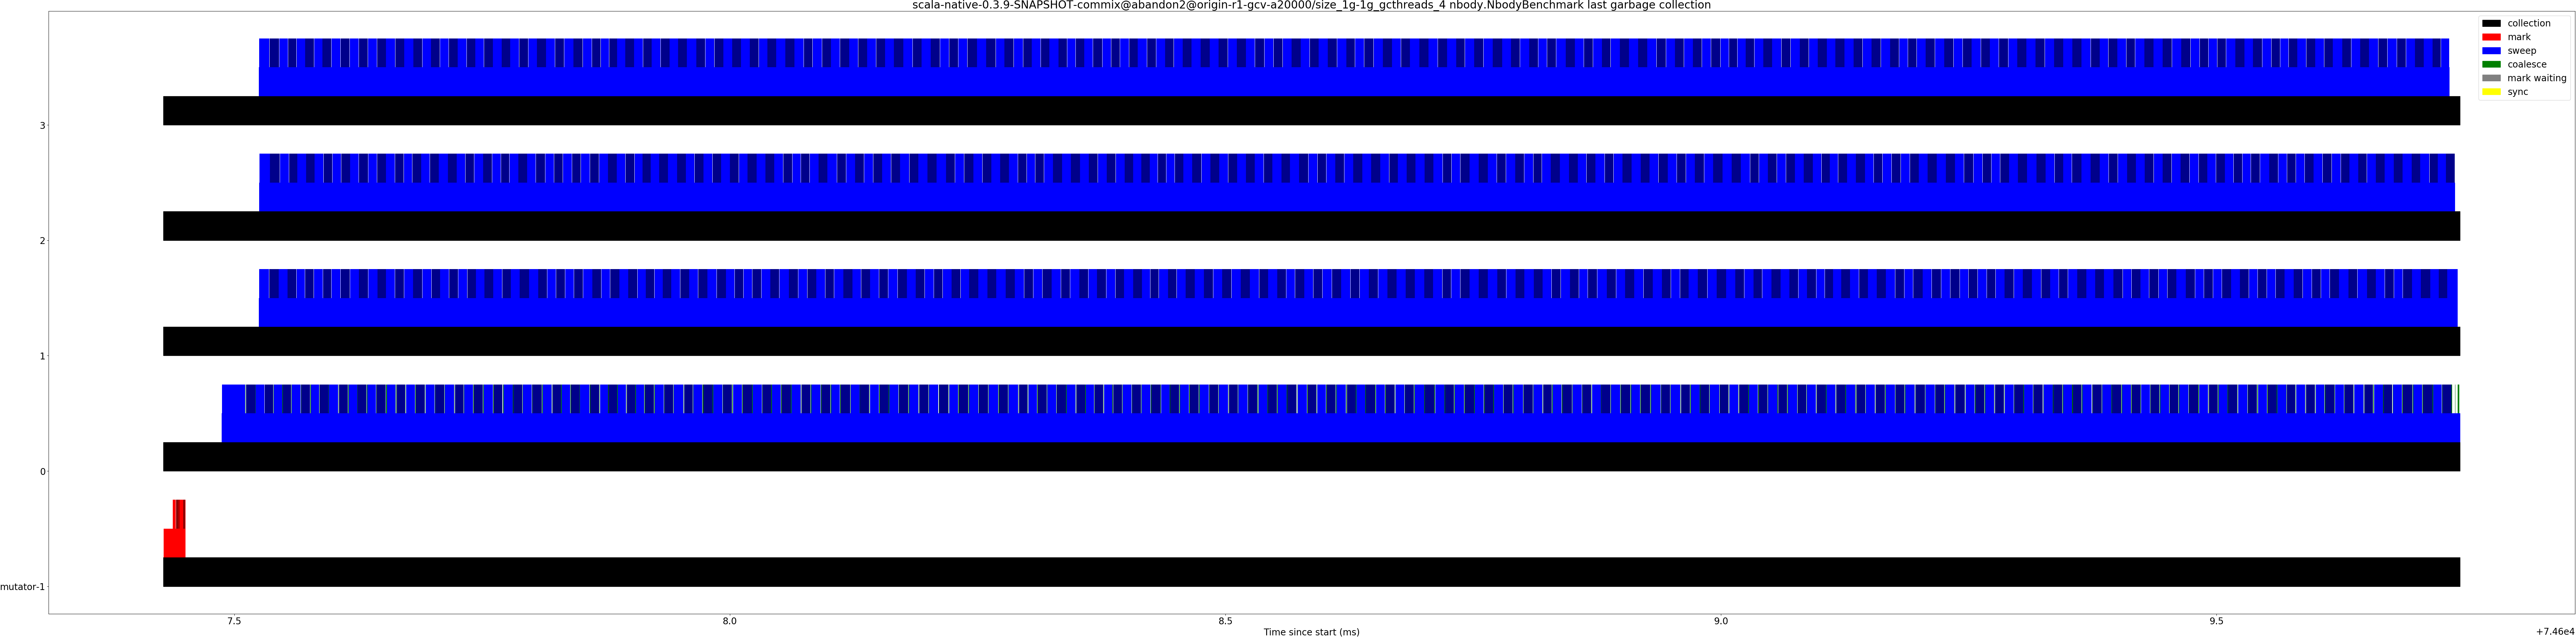 scala-native-0.3.9-SNAPSHOT-commix@abandon2@origin-r1-gcv-a20000/size_1g-1g_gcthreads_4 nbody.NbodyBenchmark last garbage collection
collection
mark
sweep
coalesce
mark waiting
sync
3
2
1
0
mutator-1
7.5 8.0 8.5 9.0 9.5
Time since start (ms)
+7.46e4